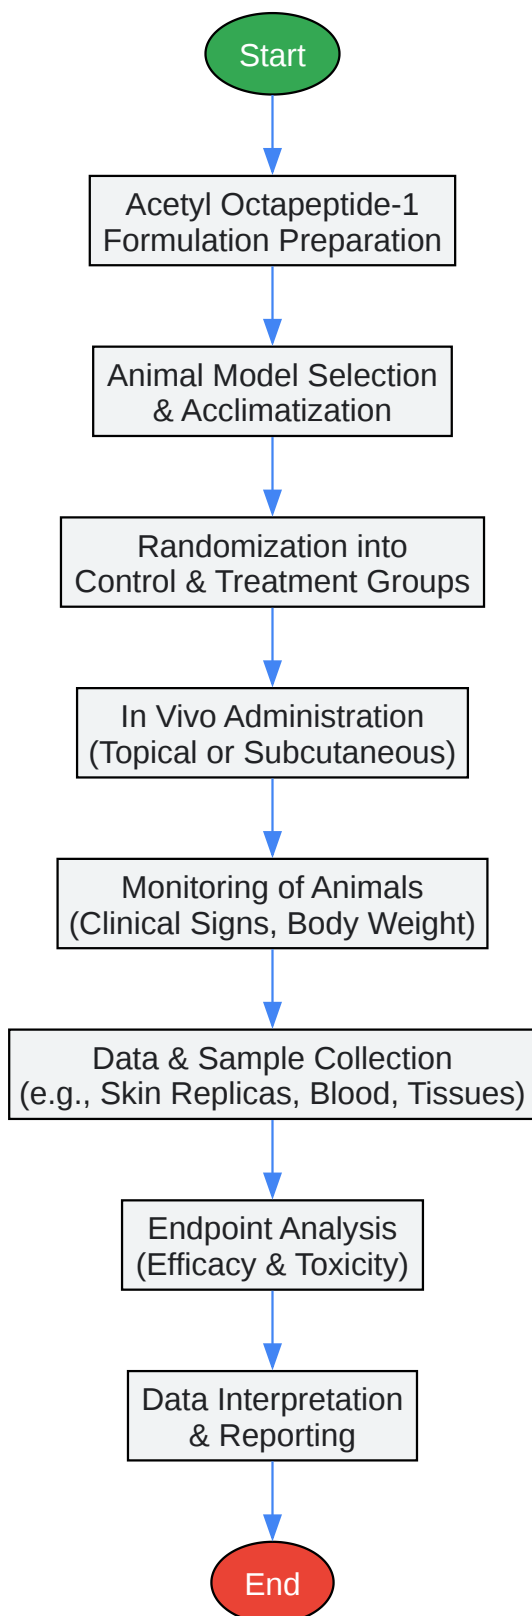 Start
Acetyl Octapeptide-1
Formulation Preparation
Animal Model Selection
& Acclimatization
Randomization into
Control & Treatment Groups
In Vivo Administration
(Topical or Subcutaneous)
Monitoring of Animals
(Clinical Signs, Body Weight)
Data & Sample Collection
(e.g., Skin Replicas, Blood, Tissues)
Endpoint Analysis
(Efficacy & Toxicity)
Data Interpretation
& Reporting
End